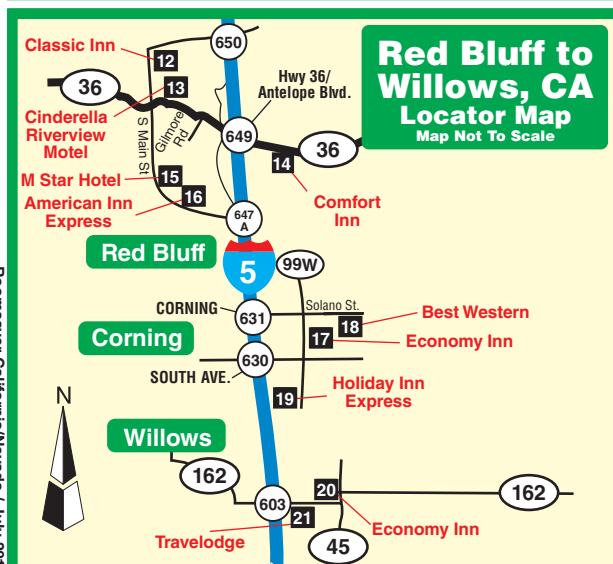 Red Bluff to
Willows, CA
Locator Map
Map Not To Scale
650
Classic Inn
12
36
13
Hwy 36/
Antelope Blvd.
Cinderella
Riverview
Motel
S Main St
Gilmore
Rd
649
36
14
Comfort
Inn
M Star Hotel
15
American Inn
Express
16
647
A
Red Bluff
5
99W
CORNING
631
Solano St.
18
Best Western
Corning
17
Economy Inn
630
SOUTH AVE.
19
Holiday Inn
Express
N
Willows
162
20
162
603
21
Economy Inn
Travelodge
45